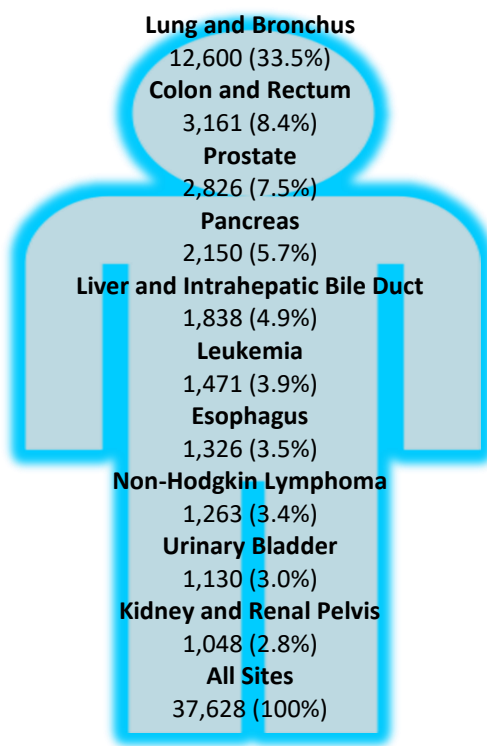 Lung and Bronchus
12,600 (33.5%)
Colon and Rectum
3,161 (8.4%)
Prostate
2,826 (7.5%)
Pancreas
2,150 (5.7%)
Liver and Intrahepatic Bile Duct
1,838 (4.9%)
Leukemia
1,471 (3.9%)
Esophagus
1,326 (3.5%)
Non-Hodgkin Lymphoma
1,263 (3.4%)
Urinary Bladder
1,130 (3.0%)
Kidney and Renal Pelvis
1,048 (2.8%)
All Sites
37,628 (100%)